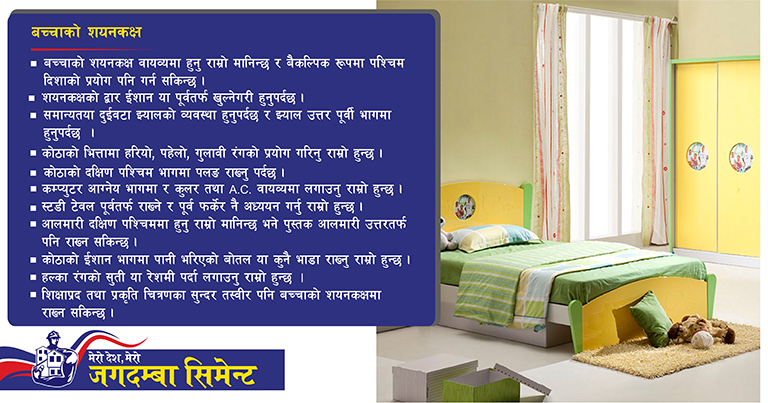 बच्चाको शयनकक्ष
■ बच्चाको शयनकक्ष वायव्यमा हुनु राम्रो मानिन्छ र बैकल्पिक रूपमा पश्चिम
दिशाको प्रयोग पनि गर्न सकिन्छ ।
■ शयनकक्षको द्वार ईशान या पूर्वतर्फ खुल्नेगरी हुनुपर्दछ ।
■ समान्यतया दुईवटा झ्यालको व्यवस्था हुनुपर्दछ र झ्याल उत्तर पूर्वी भागमा
हुनुपर्दछ ।
■ कोठाको भित्तामा हरियो, पहेलो, गुलावी रंगको प्रयोग गरिनु राम्रो हुन्छ ।
■ कोठाको दक्षिण पश्चिम भागमा पलङ राख्नु पर्दछ ।
■ कम्प्युटर आग्नेय भागमा र कुलर तथा A.C. वायव्यमा लगाउनु राम्रो हुन्छ ।
■ स्टडी टेवल पूर्वतर्फ राख्ने र पूर्व फर्केर नै अध्ययन गर्नु राम्रो हुन्छ ।
■ आलमारी दक्षिण पश्चिममा हुनु राम्रो मानिन्छ भने पुस्तक आलमारी उत्तरतर्फ
पनि राख्न सकिन्छ ।
■ कोठाको ईशान भागमा पानी भरिएको वोतल या कुनै भाडा राख्नु राम्रो हुन्छ ।
■ हल्का रंगको सुती या रेशमी पर्दा लगाउनु राम्रो हुन्छ ।
■ शिक्षाप्रद तथा प्रकृति चित्रणका सुन्दर तस्वीर पनि बच्चाको शयनकक्षमा
राख्न सकिन्छ ।
मेरो देश, मेरो
जगदम्बा सिमेन्ट